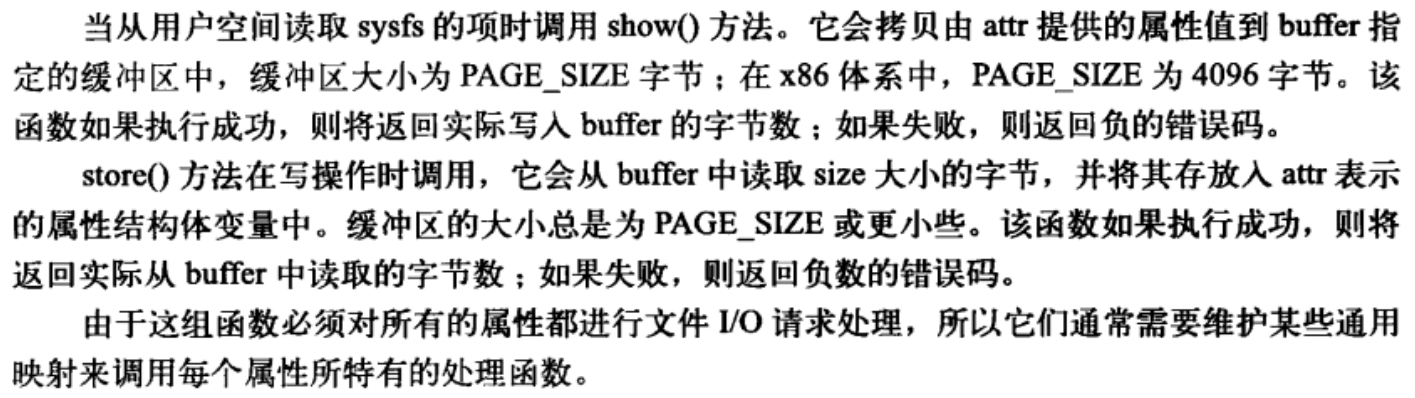 当从用户空间读取 sysfs 的项时调用 show() 方法。它会拷贝由 attr 提供的属性值到 buffer 指
定的缓冲区中，缓冲区大小为 PAGE_SIZE 字节；在 x86 体系中，PAGE_SIZE 为 4096 字节。该
函数如果执行成功，则将返回实际写入 buffer 的字节数；如果失败，则返回负的错误码。
store() 方法在写操作时调用，它会从 buffer 中读取 size 大小的字节，并将其存放入 attr 表示
的属性结构体变量中。缓冲区的大小总是为 PAGE_SIZE 或更小些。该函数如果执行成功，则将
返回实际从 buffer 中读取的字节数；如果失败，则返回负数的错误码。
由于这组函数必须对所有的属性都进行文件 I/O 请求处理，所以它们通常需要维护某些通用
映射来调用每个属性所特有的处理函数。